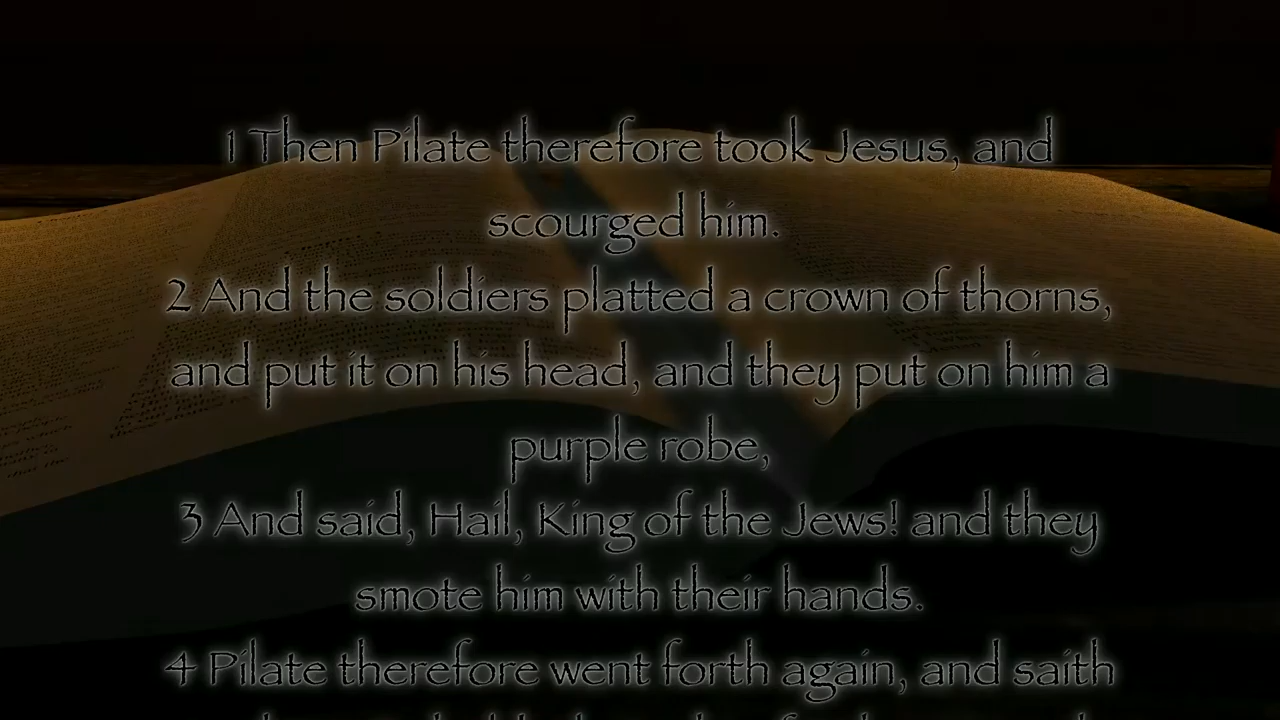 1 Then Pilate therefore took Jesus, and
scourged him.
2 And the soldiers platted a crown of thorns,
and put it on his head, and they put on him a
purple robe,
3 And said, Hail, King of the Jews! and they
smote him with their hands.
4 Pilate therefore went forth again, and saith